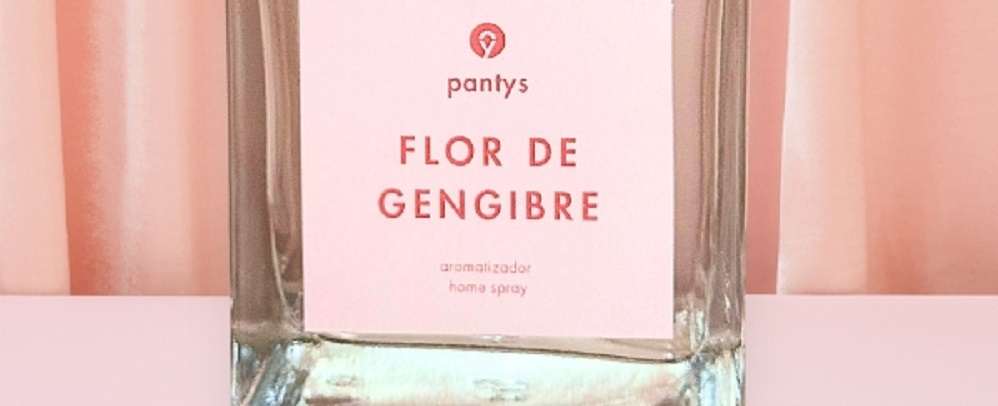 pantys
FLOR DE
GENGIBRE
aromatizador
home spray